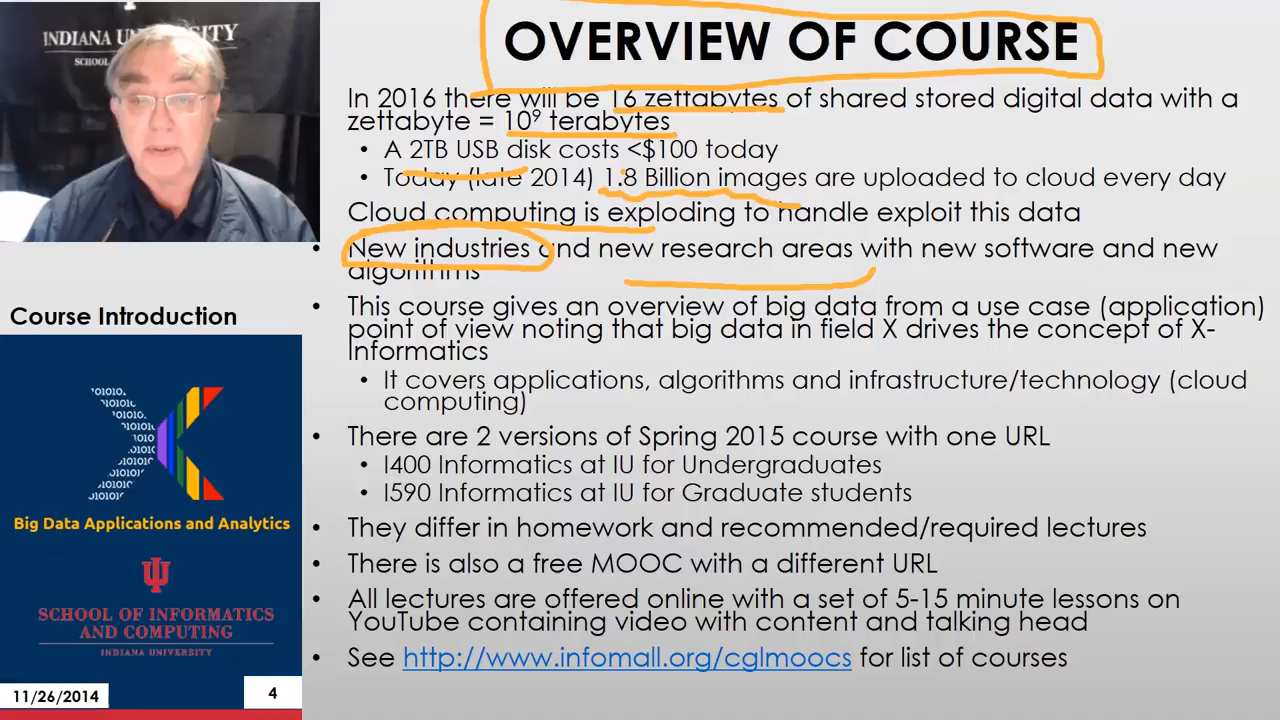 INDIANA UNIVERSITY
SCHOOL
OVERVIEW OF COURSE
In 2016 there will be 16 zettabytes of shared stored digital data with a
zettabyte = 10⁹ terabytes
• A 2TB USB disk costs <$100 today
• Today (late 2014) 1.8 Billion images are uploaded to cloud every day
Cloud computing is exploding to handle exploit this data
• New industries and new research areas with new software and new
algorithms
• This course gives an overview of big data from a use case (application)
point of view noting that big data in field X drives the concept of X-
Informatics
• It covers applications, algorithms and infrastructure/technology (cloud
computing)
• There are 2 versions of Spring 2015 course with one URL
• I400 Informatics at IU for Undergraduates
• I590 Informatics at IU for Graduate students
• They differ in homework and recommended/required lectures
• There is also a free MOOC with a different URL
• All lectures are offered online with a set of 5-15 minute lessons on
YouTube containing video with content and talking head
• See http://www.infomall.org/cglmoocs for list of courses
Course Introduction
Big Data Applications and Analytics
SCHOOL OF INFORMATICS
AND COMPUTING
INDIANA UNIVERSITY
11/26/2014
4